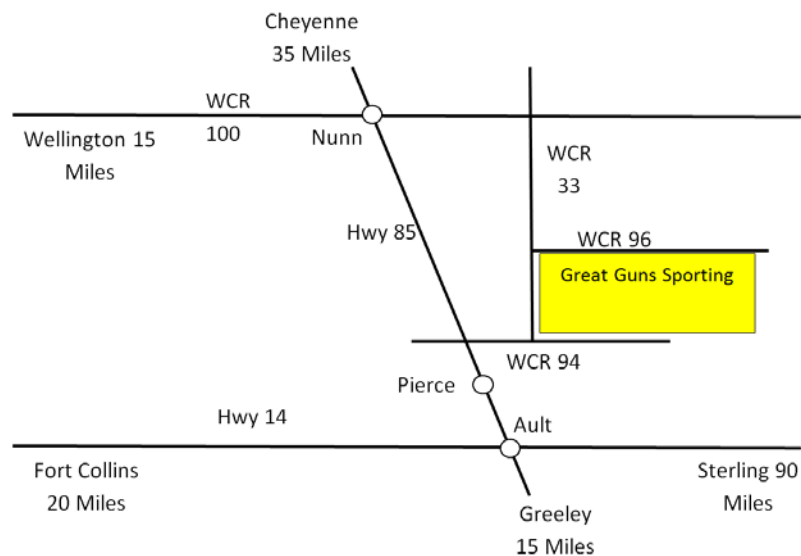 Cheyenne
35 Miles
WCR
100
Nunn
Wellington 15
Miles
WCR
33
Hwy 85
WCR 96
Great Guns Sporting
WCR 94
Pierce
Hwy 14
Ault
Fort Collins
20 Miles
Sterling 90
Miles
Greeley
15 Miles